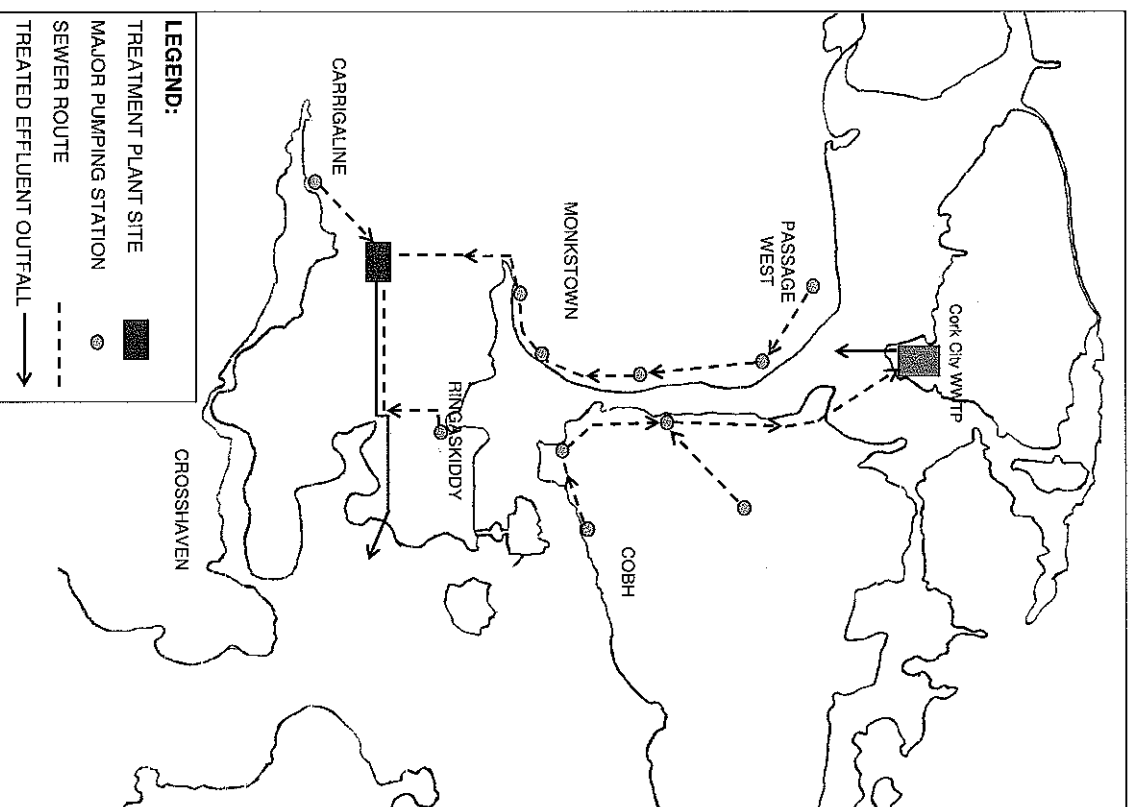 Cork City WWTP
PASSAGE
WEST
MONKSTOWN
COBH
RINGASKIDDY
CARRIGALINE
CROSSHAVEN
LEGEND:
TREATMENT PLANT SITE
MAJOR PUMPING STATION
SEWER ROUTE
TREATED EFFLUENT OUTFALL